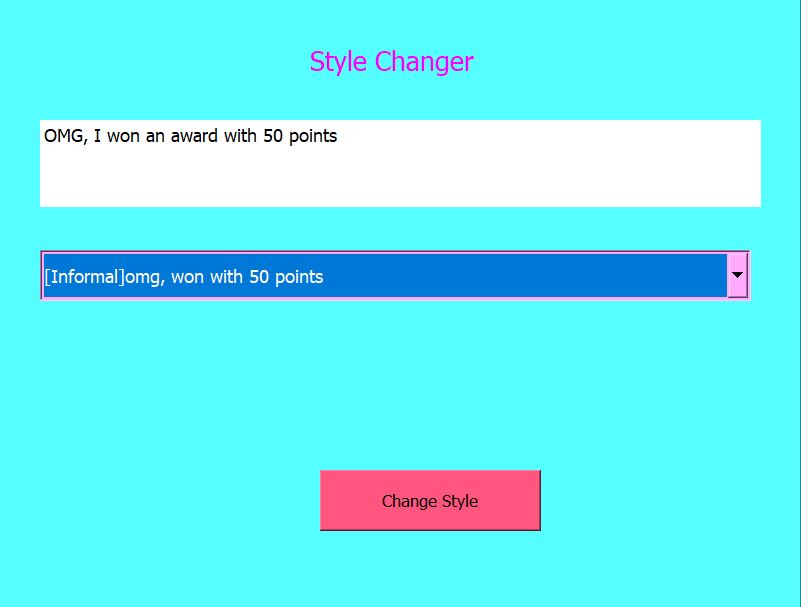 Style Changer
OMG, I won an award with 50 points
[Informal]omg, won with 50 points
Change Style